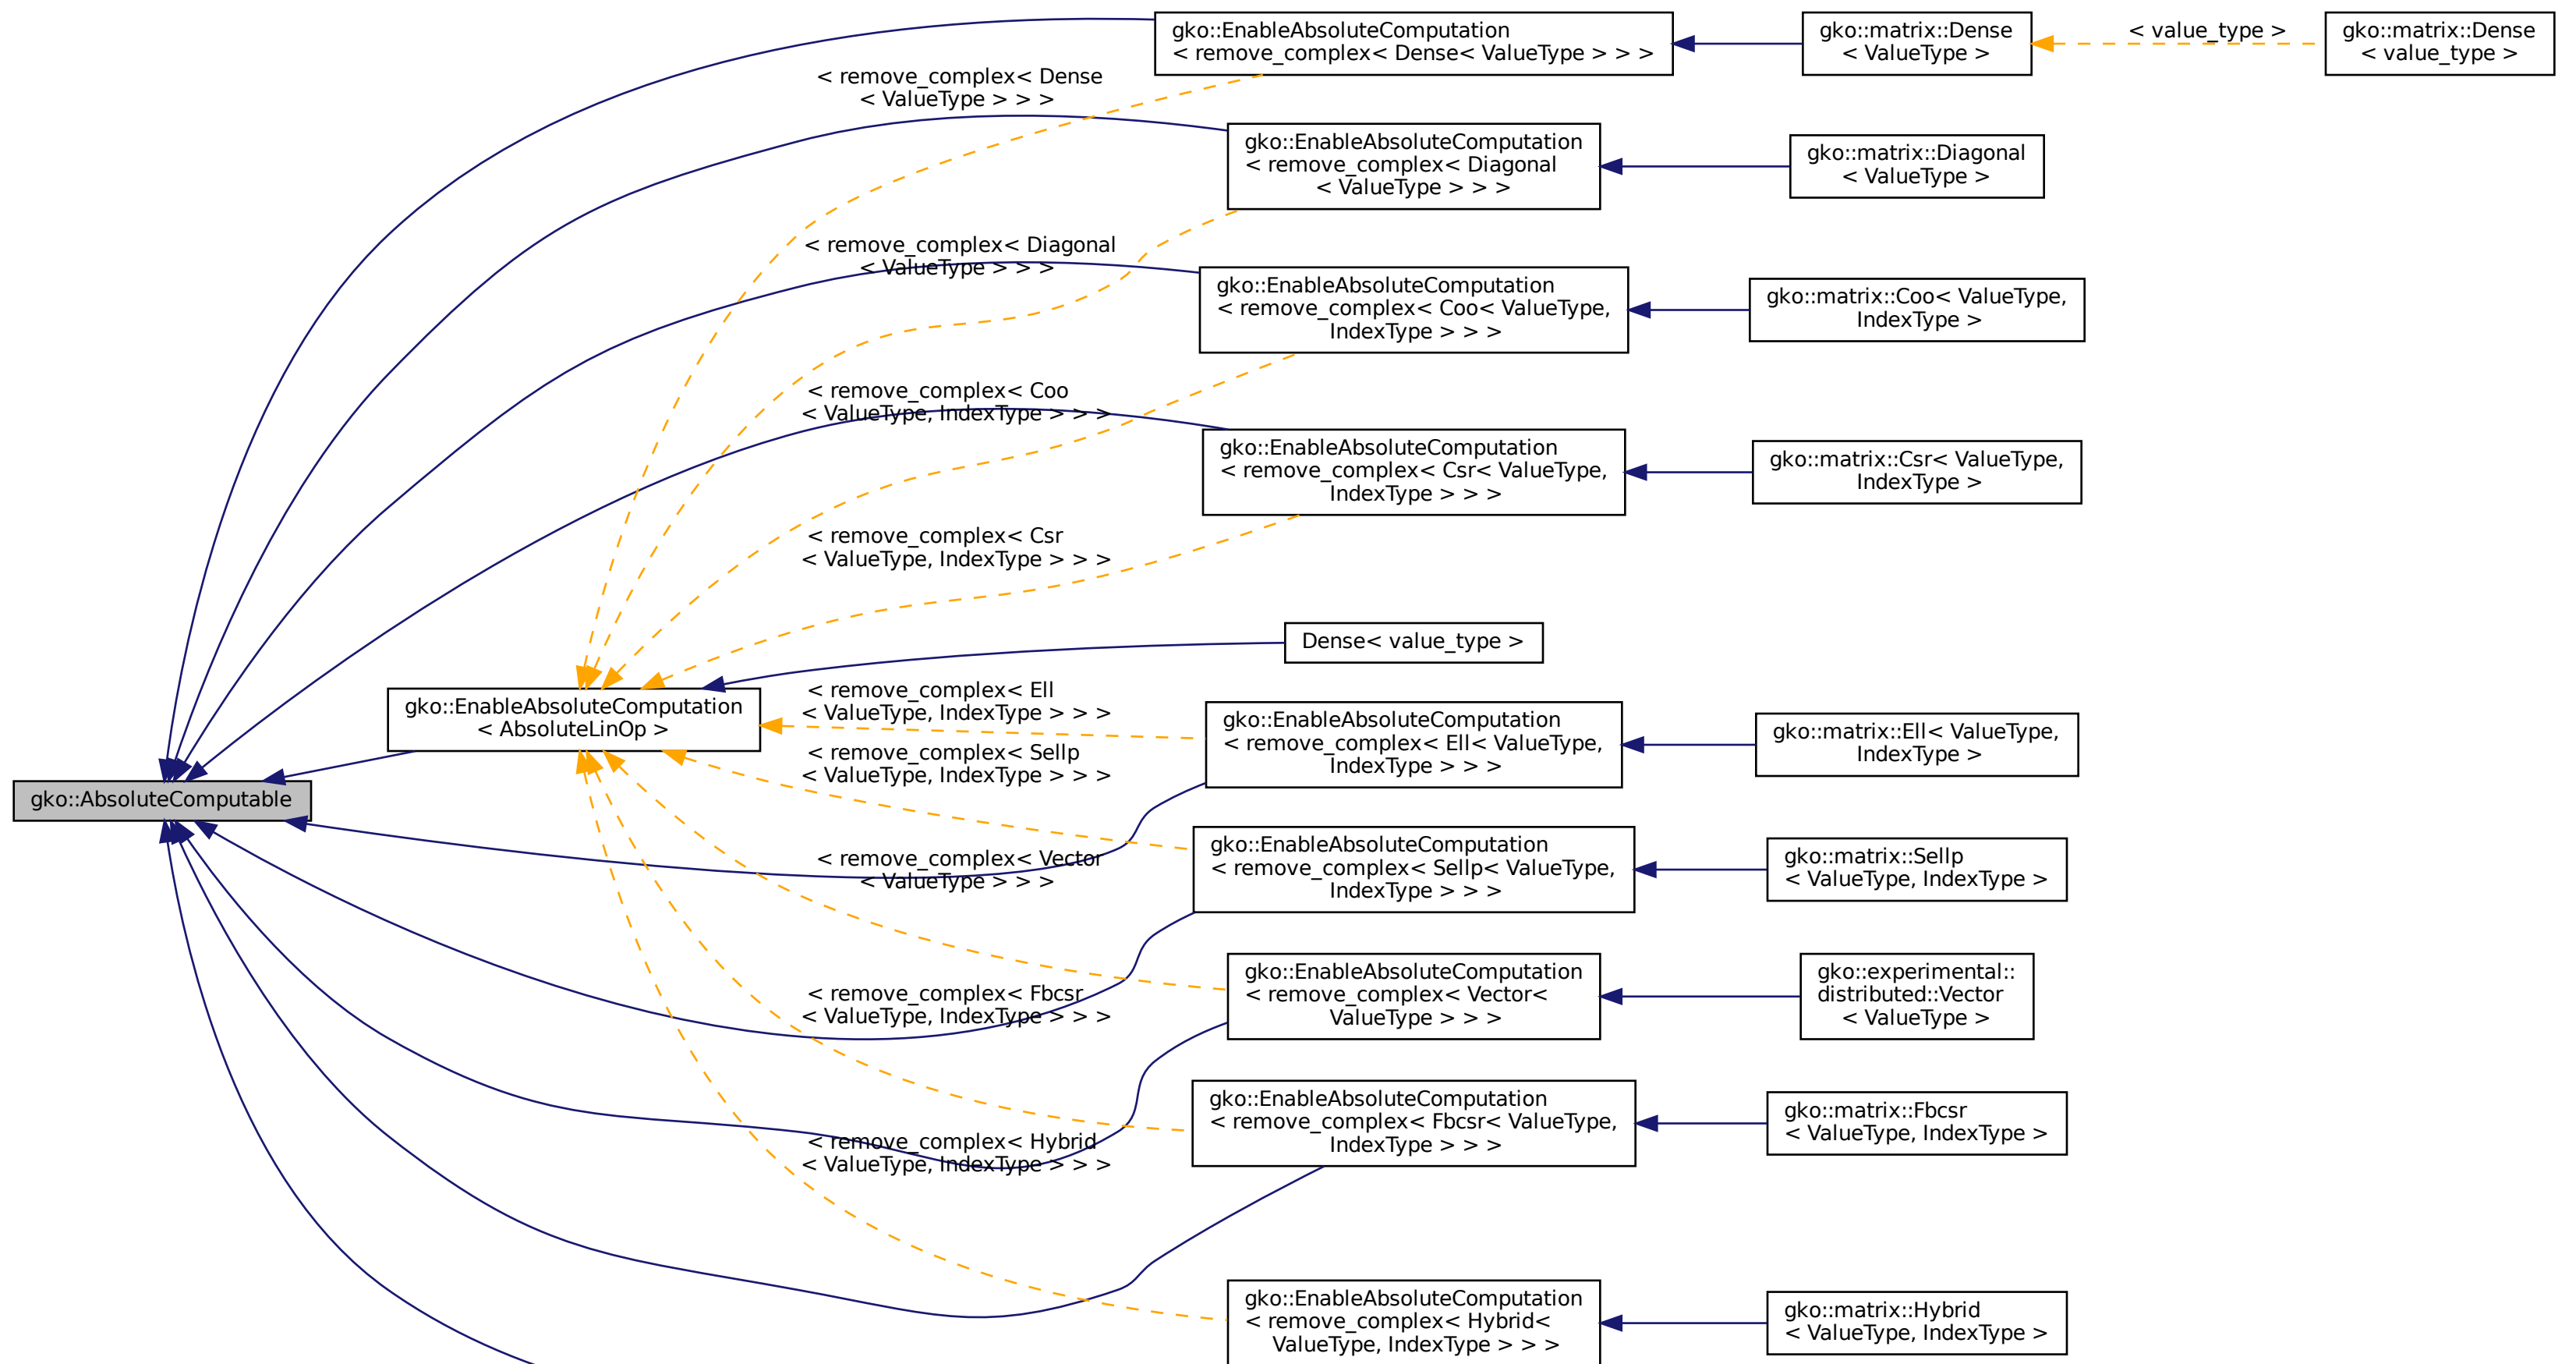 gko::EnableAbsoluteComputation
< remove_complex< Dense< ValueType > > >
gko::matrix::Dense
< ValueType >
< value_type >
gko::matrix::Dense
< value_type >
< remove_complex< Dense
< ValueType > > >
gko::EnableAbsoluteComputation
< remove_complex< Diagonal
< ValueType > > >
gko::matrix::Diagonal
< ValueType >
< remove_complex< Diagonal
< ValueType > > >
gko::EnableAbsoluteComputation
< remove_complex< Coo< ValueType,
IndexType > > >
gko::matrix::Coo< ValueType,
IndexType >
< remove_complex< Coo
< ValueType, IndexType > > >
gko::EnableAbsoluteComputation
< remove_complex< Csr< ValueType,
IndexType > > >
gko::matrix::Csr< ValueType,
IndexType >
< remove_complex< Csr
< ValueType, IndexType > > >
Dense< value_type >
gko::EnableAbsoluteComputation
< AbsoluteLinOp >
< remove_complex< Ell
< ValueType, IndexType > > >
gko::EnableAbsoluteComputation
< remove_complex< Ell< ValueType,
IndexType > > >
gko::matrix::Ell< ValueType,
IndexType >
< remove_complex< Sellp
< ValueType, IndexType > > >
gko::AbsoluteComputable
gko::EnableAbsoluteComputation
< remove_complex< Sellp< ValueType,
IndexType > > >
gko::matrix::Sellp
< ValueType, IndexType >
< remove_complex< Vector
< ValueType > > >
gko::EnableAbsoluteComputation
< remove_complex< Vector<
ValueType > > >
gko::experimental::
distributed::Vector
< ValueType >
< remove_complex< Fbcsr
< ValueType, IndexType > > >
gko::EnableAbsoluteComputation
< remove_complex< Fbcsr< ValueType,
IndexType > > >
gko::matrix::Fbcsr
< ValueType, IndexType >
< remove_complex< Hybrid
< ValueType, IndexType > > >
gko::EnableAbsoluteComputation
< remove_complex< Hybrid<
ValueType, IndexType > > >
gko::matrix::Hybrid
< ValueType, IndexType >